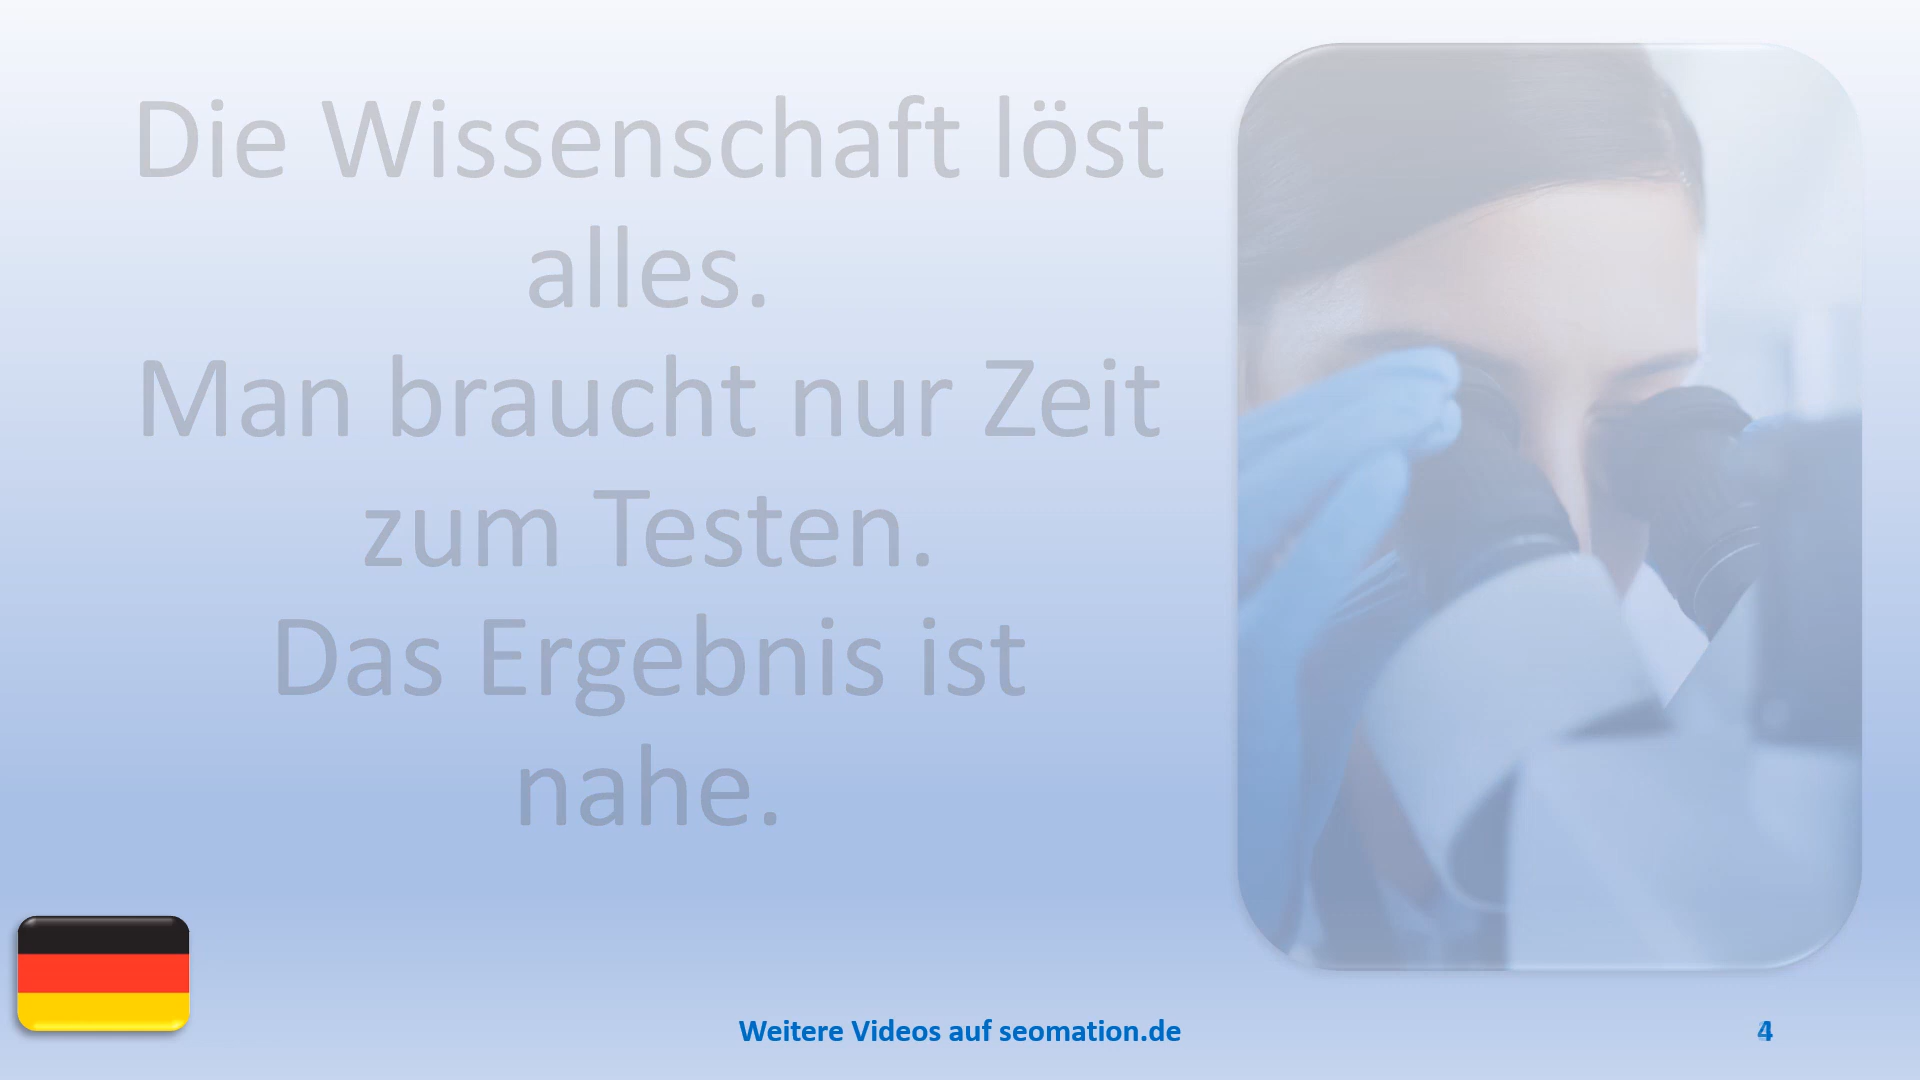 Die Wissenschaft löst
alles.
Man braucht nur Zeit
zum Testen.
Das Ergebnis ist
nahe.
Weitere Videos auf seomation.de
4